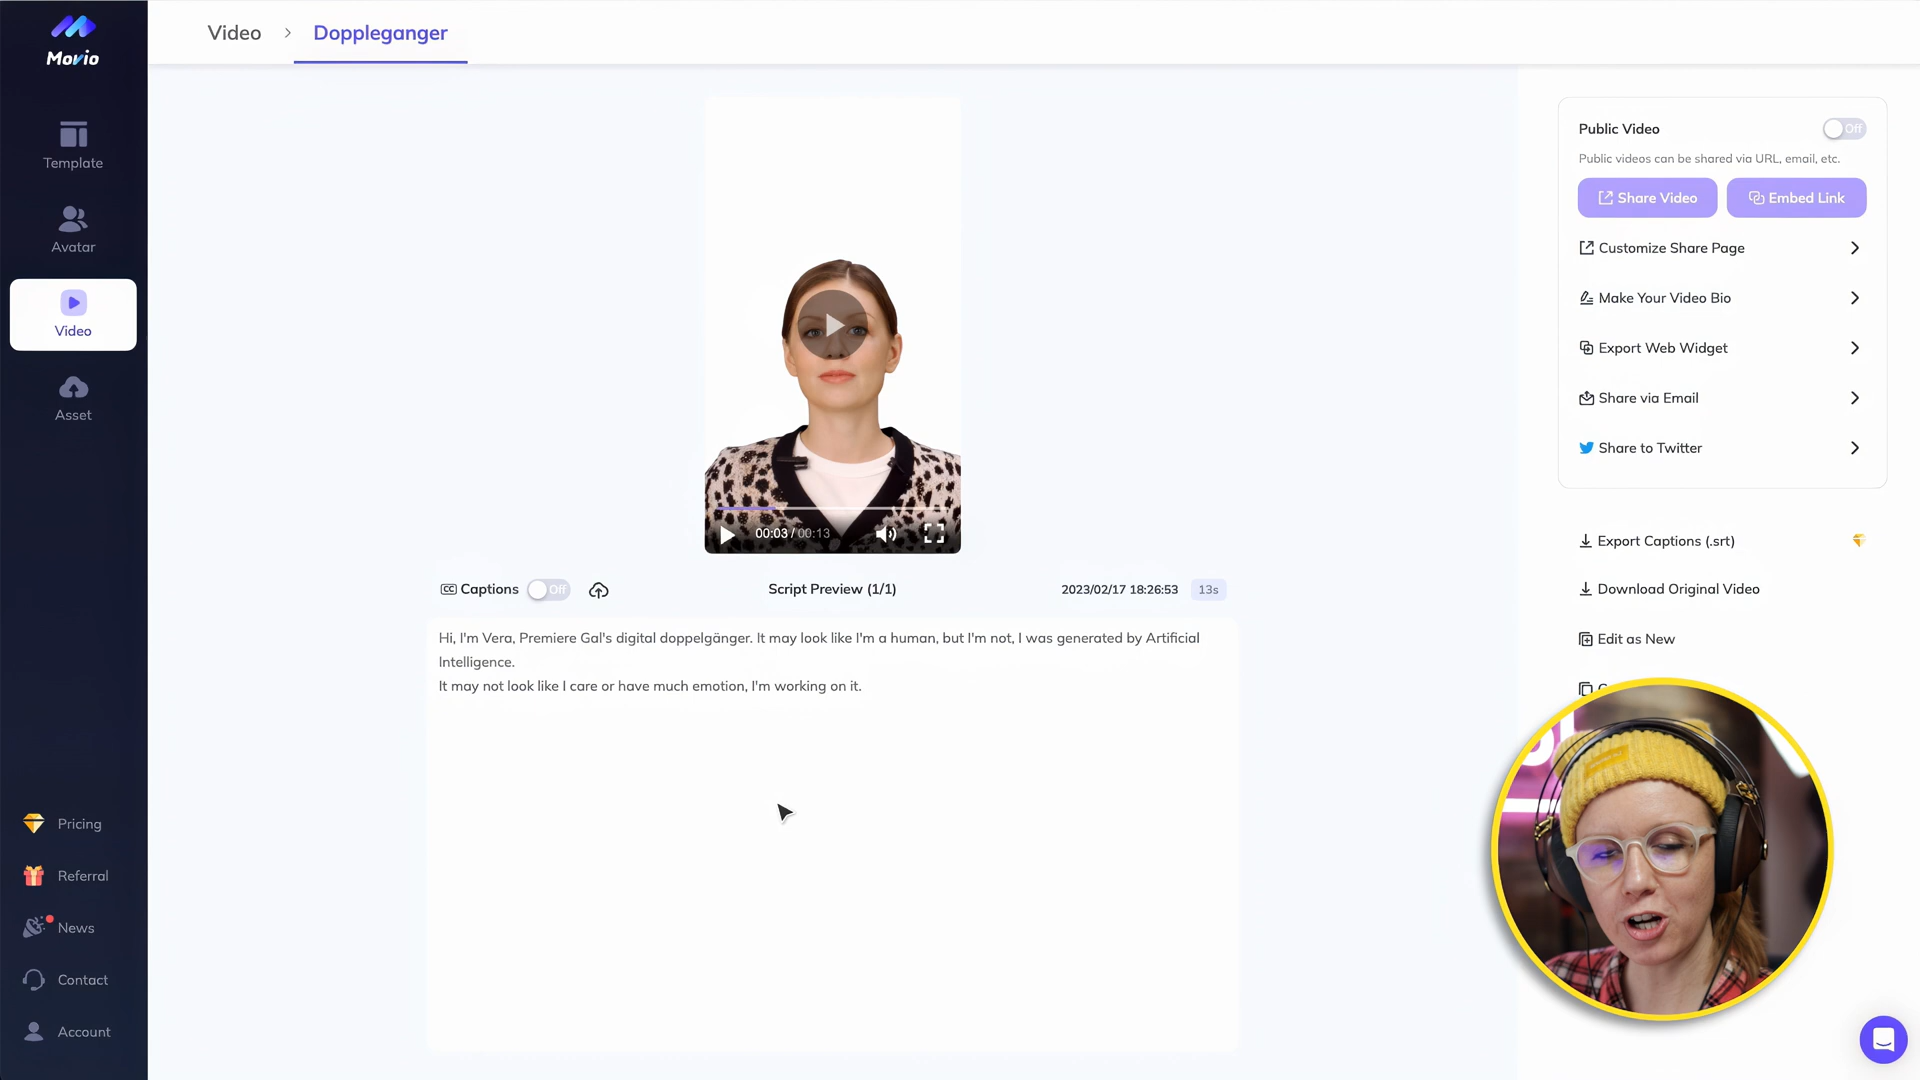 Movio
Video > Doppleganger
Template
Avatar
Video
Asset
Pricing
Referral
News
Contact
Account
00:03 / 00:13
CC Captions Off
Script Preview (1/1)
2023/02/17 18:26:53 13s
Hi, I'm Vera, Premiere Gal's digital doppelgänger. It may look like I'm a human, but I'm not, I was generated by Artificial
Intelligence.
It may not look like I care or have much emotion, I'm working on it.
Public Video Off
Public videos can be shared via URL, email, etc.
Share Video
Embed Link
Customize Share Page
Make Your Video Bio
Export Web Widget
Share via Email
Share to Twitter
Export Captions (.srt)
Download Original Video
Edit as New